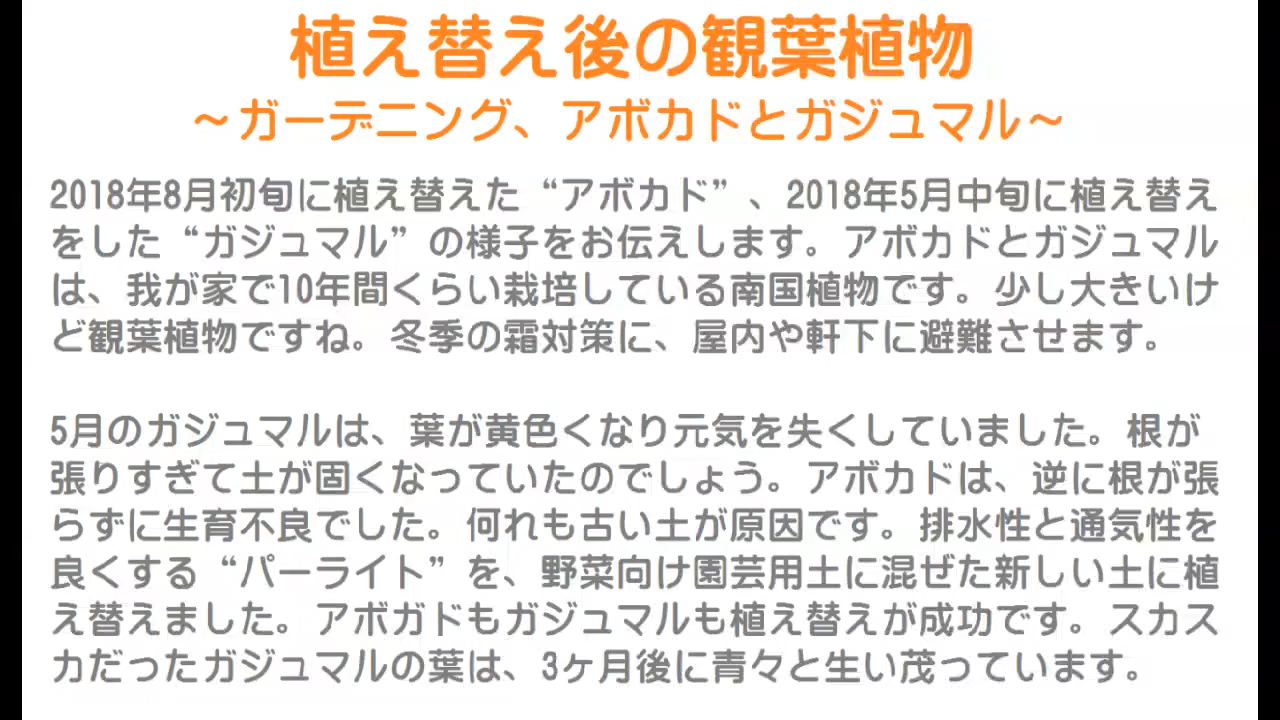 植え替え後の観葉植物
～ガーデニング、アボカドとガジュマル～
2018年8月初旬に植え替えた“アボカド”、2018年5月中旬に植え替え
をした“ガジュマル”の様子をお伝えします。アボカドとガジュマル
は、我が家で10年間くらい栽培している南国植物です。少し大きいけ
ど観葉植物ですね。冬季の霜対策に、屋内や軒下に避難させます。
5月のガジュマルは、葉が黄色くなり元気を失くしていました。根が
張りすぎて土が固くなっていたのでしょう。アボカドは、逆に根が張
らずに生育不良でした。何れも古い土が原因です。排水性と通気性を
良くする“パーライト”を、野菜向け園芸用土に混ぜた新しい土に植
え替えました。アボガドもガジュマルも植え替えが成功です。スカス
カだったガジュマルの葉は、3ヶ月後に青々と生い茂っています。